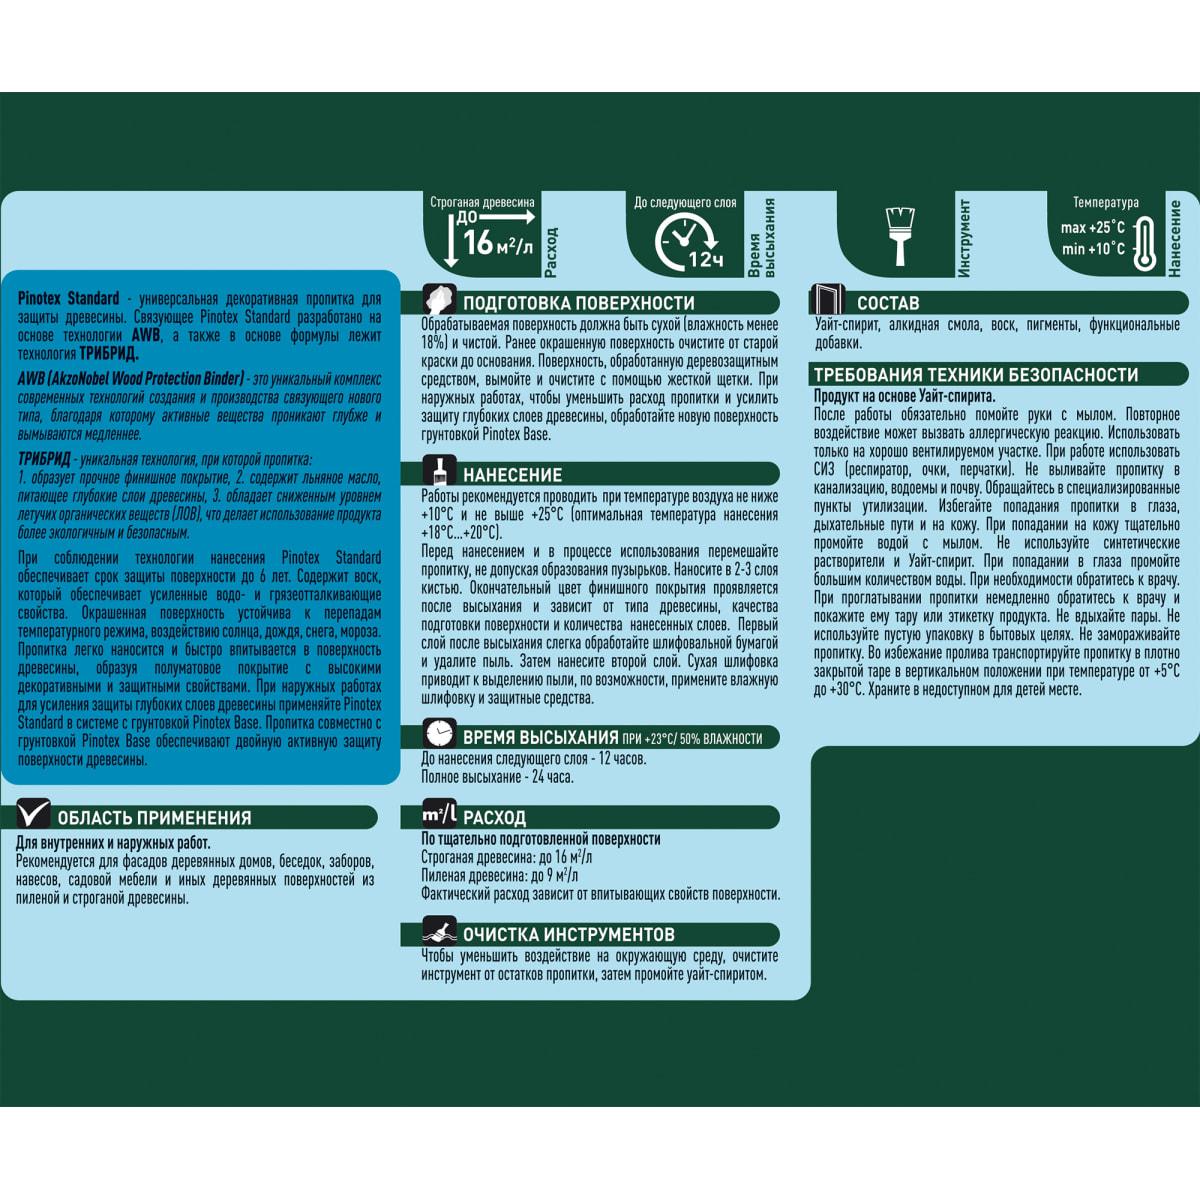 Строганая древесина
ДО
16 м²/л
Расход
До следующего слоя
12ч
Время
высыхания
Инструмент
Температура
max +25˚C
min +10˚C
Нанесение
Pinotex Standard - универсальная декоративная пропитка для
защиты древесины. Связующее Pinotex Standard разработано на
основе технологии AWB, а также в основе формулы лежит
технология ТРИБРИД.
AWB (AkzoNobel Wood Protection Binder) - это уникальный комплекс
современных технологий создания и производства связующего нового
типа, благодаря которому активные вещества проникают глубже и
вымываются медленнее.
ТРИБРИД - уникальная технология, при которой пропитка:
1. образует прочное финишное покрытие, 2. содержит льняное масло,
питающее глубокие слои древесины, 3. обладает сниженным уровнем
летучих органических веществ (ЛОВ), что делает использование продукта
более экологичным и безопасным.
При соблюдении технологии нанесения Pinotex Standard
обеспечивает срок защиты поверхности до 6 лет. Содержит воск,
который обеспечивает усиленные водо- и грязеотталкивающие
свойства. Окрашенная поверхность устойчива к перепадам
температурного режима, воздействию солнца, дождя, снега, мороза.
Пропитка легко наносится и быстро впитывается в поверхность
древесины, образуя полуматовое покрытие с высокими
декоративными и защитными свойствами. При наружных работах
для усиления защиты глубоких слоев древесины применяйте Pinotex
Standard в системе с грунтовкой Pinotex Base. Пропитка совместно с
грунтовкой Pinotex Base обеспечивают двойную активную защиту
поверхности древесины.
ОБЛАСТЬ ПРИМЕНЕНИЯ
Для внутренних и наружных работ.
Рекомендуется для фасадов деревянных домов, беседок, заборов,
навесов, садовой мебели и иных деревянных поверхностей из
пиленой и строганой древесины.
ПОДГОТОВКА ПОВЕРХНОСТИ
Обрабатываемая поверхность должна быть сухой (влажность менее
18%) и чистой. Ранее окрашенную поверхность очистите от старой
краски до основания. Поверхность, обработанную деревозащитным
средством, вымойте и очистите с помощью жесткой щетки. При
наружных работах, чтобы уменьшить расход пропитки и усилить
защиту глубоких слоев древесины, обработайте новую поверхность
грунтовкой Pinotex Base.
НАНЕСЕНИЕ
Работы рекомендуется проводить при температуре воздуха не ниже
+10°C и не выше +25°C (оптимальная температура нанесения
+18°C...+20°C).
Перед нанесением и в процессе использования перемешайте
пропитку, не допуская образования пузырьков. Наносите в 2-3 слоя
кистью. Окончательный цвет финишного покрытия проявляется
после высыхания и зависит от типа древесины, качества
подготовки поверхности и количества нанесенных слоев. Первый
слой после высыхания слегка обработайте шлифовальной бумагой
и удалите пыль. Затем нанесите второй слой. Сухая шлифовка
приводит к выделению пыли, по возможности, примените влажную
шлифовку и защитные средства.
ВРЕМЯ ВЫСЫХАНИЯ ПРИ +23°C/ 50% ВЛАЖНОСТИ
До нанесения следующего слоя - 12 часов.
Полное высыхание - 24 часа.
m²/l РАСХОД
По тщательно подготовленной поверхности
Строганая древесина: до 16 м²/л
Пиленая древесина: до 9 м²/л
Фактический расход зависит от впитывающих свойств поверхности.
ОЧИСТКА ИНСТРУМЕНТОВ
Чтобы уменьшить воздействие на окружающую среду, очистите
инструмент от остатков пропитки, затем промойте уайт-спиритом.
СОСТАВ
Уайт-спирит, алкидная смола, воск, пигменты, функциональные
добавки.
ТРЕБОВАНИЯ ТЕХНИКИ БЕЗОПАСНОСТИ
Продукт на основе Уайт-спирита.
После работы обязательно помойте руки с мылом. Повторное
воздействие может вызвать аллергическую реакцию. Использовать
только на хорошо вентилируемом участке. При работе использовать
СИЗ (респиратор, очки, перчатки). Не выливайте пропитку в
канализацию, водоемы и почву. Обращайтесь в специализированные
пункты утилизации. Избегайте попадания пропитки в глаза,
дыхательные пути и на кожу. При попадании на кожу тщательно
промойте водой с мылом. Не используйте синтетические
растворители и Уайт-спирит. При попадании в глаза промойте
большим количеством воды. При необходимости обратитесь к врачу.
При проглатывании пропитки немедленно обратитесь к врачу и
покажите ему тару или этикетку продукта. Не вдыхайте пары. Не
используйте пустую упаковку в бытовых целях. Не замораживайте
пропитку. Во избежание пролива транспортируйте пропитку в плотно
закрытой таре в вертикальном положении при температуре от +5°C
до +30°C. Храните в недоступном для детей месте.